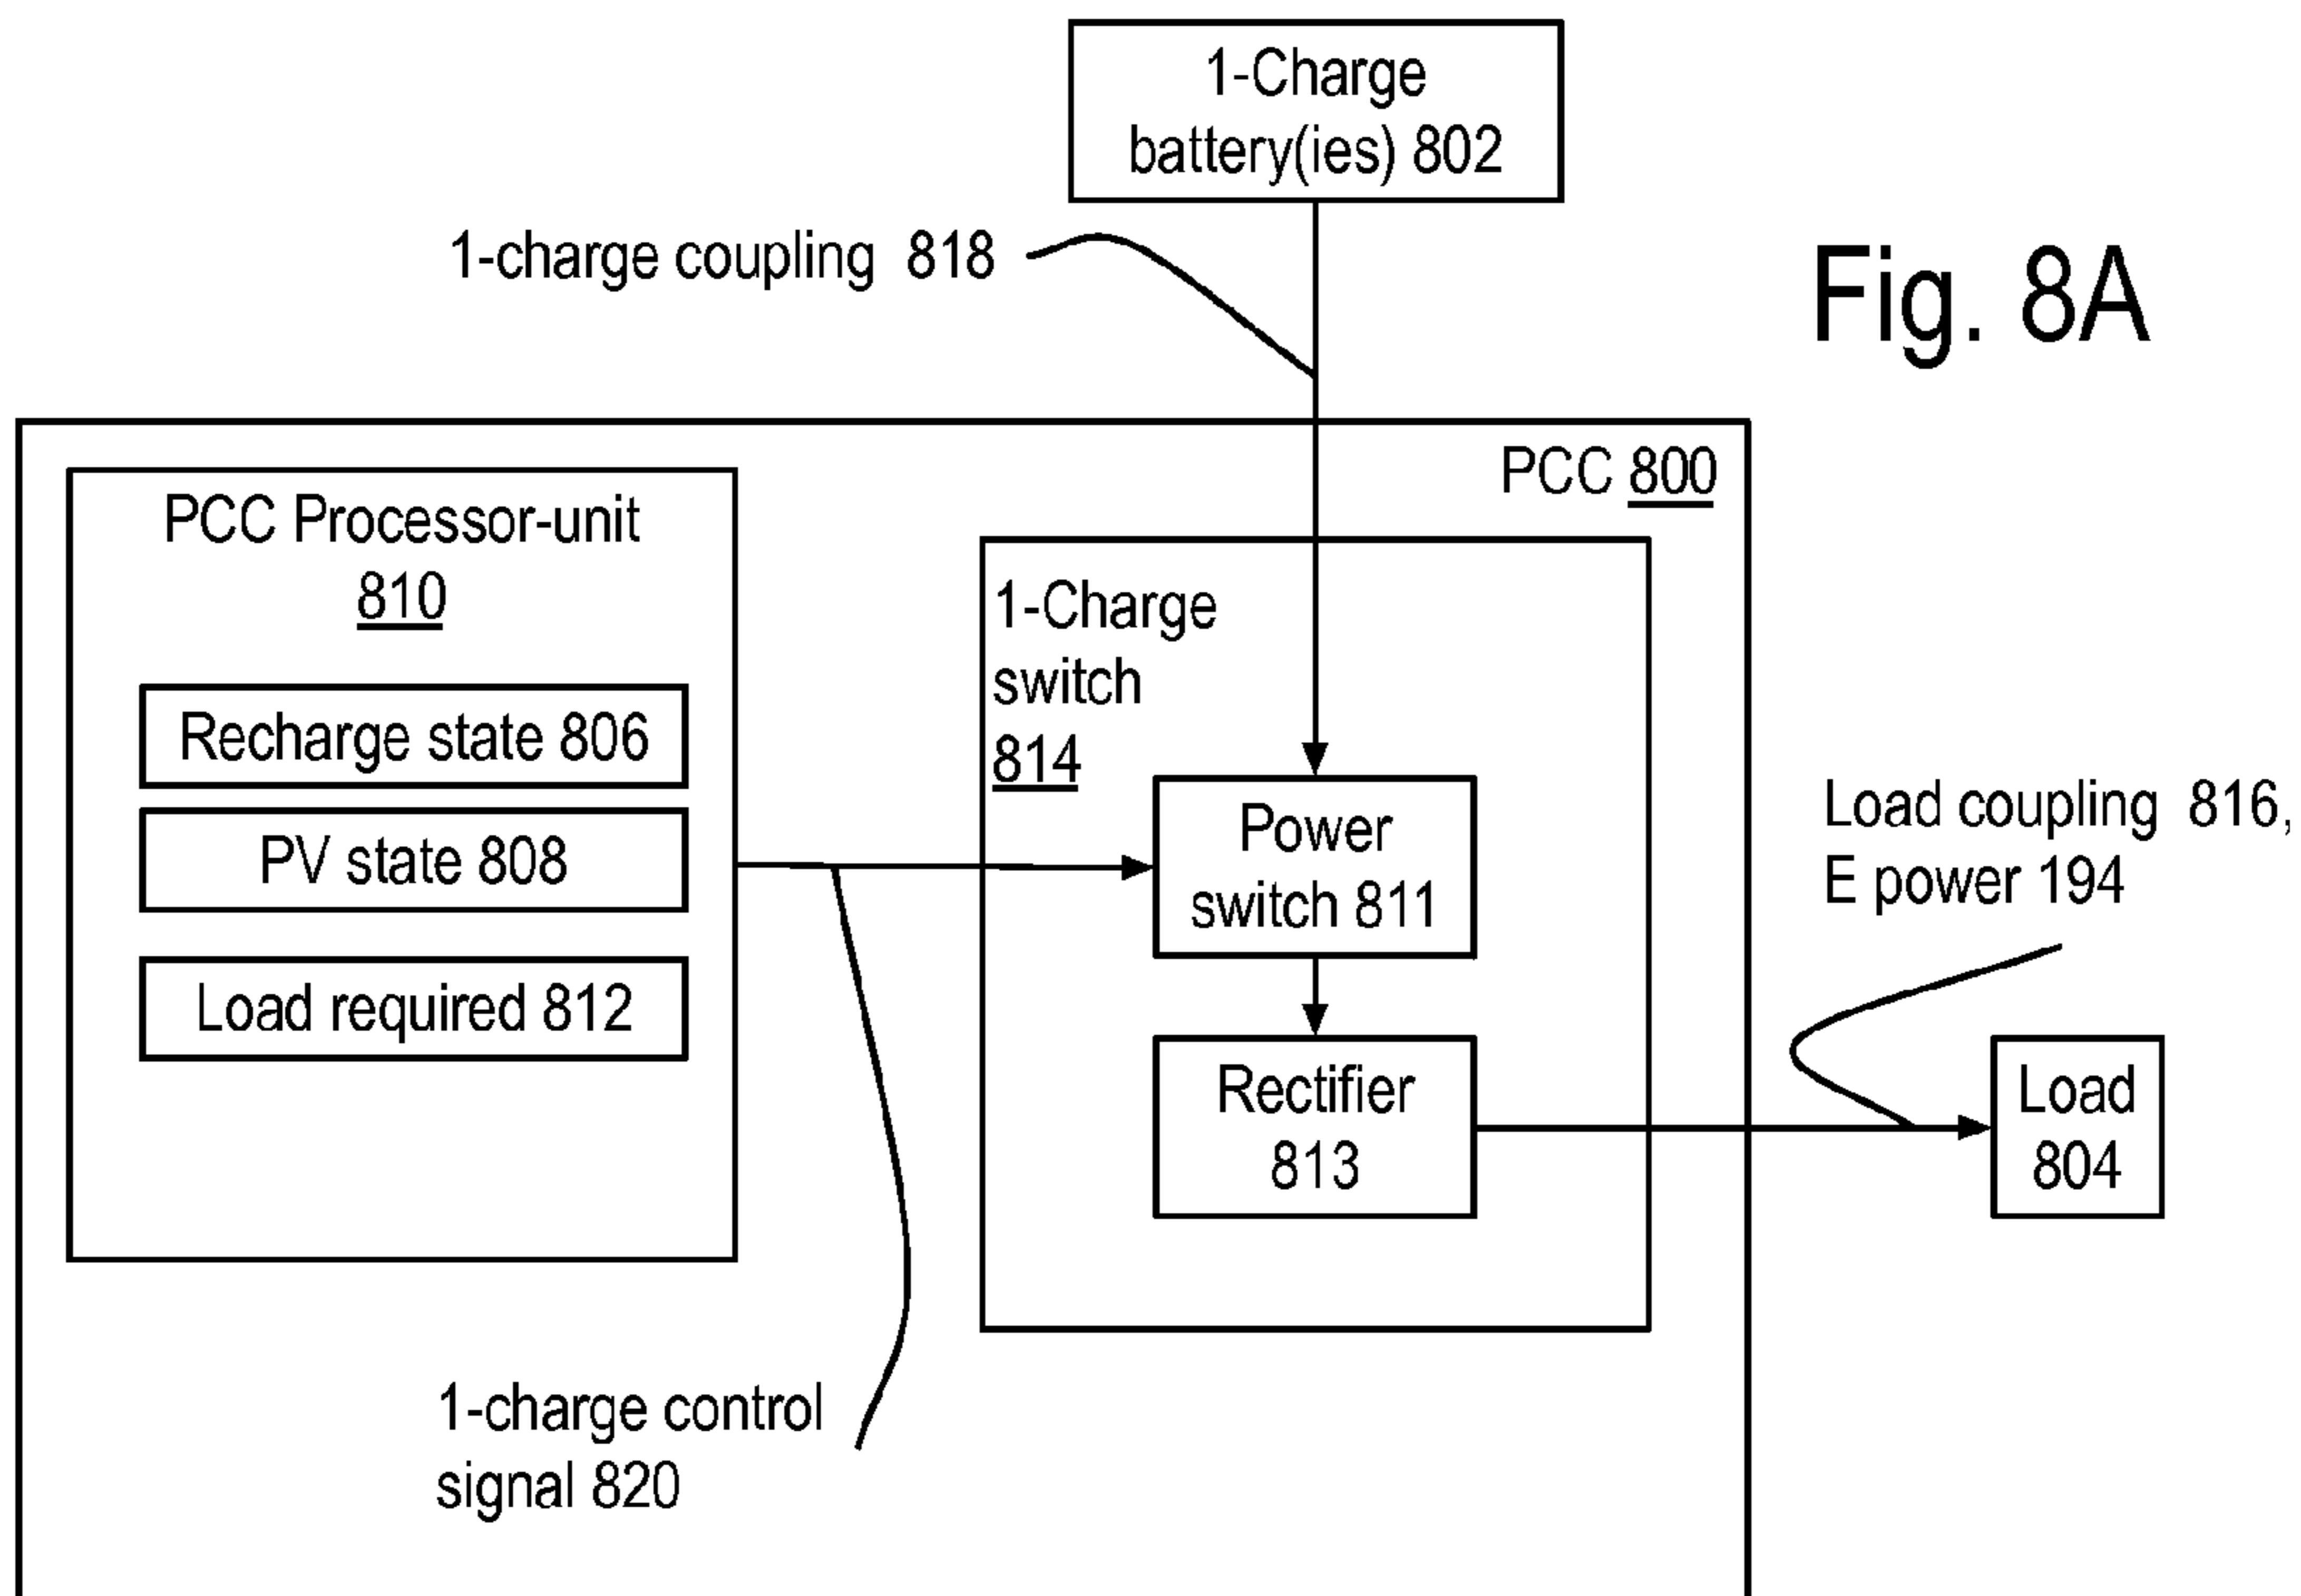 1-Charge
battery(ies) 802
1-charge coupling 818
Fig. 8A
PCC 800
PCC Processor-unit
810
Recharge state 806
PV state 808
Load required 812
1-Charge
switch
814
Power
switch 811
Rectifier
813
Load coupling 816,
E power 194
Load
804
1-charge control
signal 820